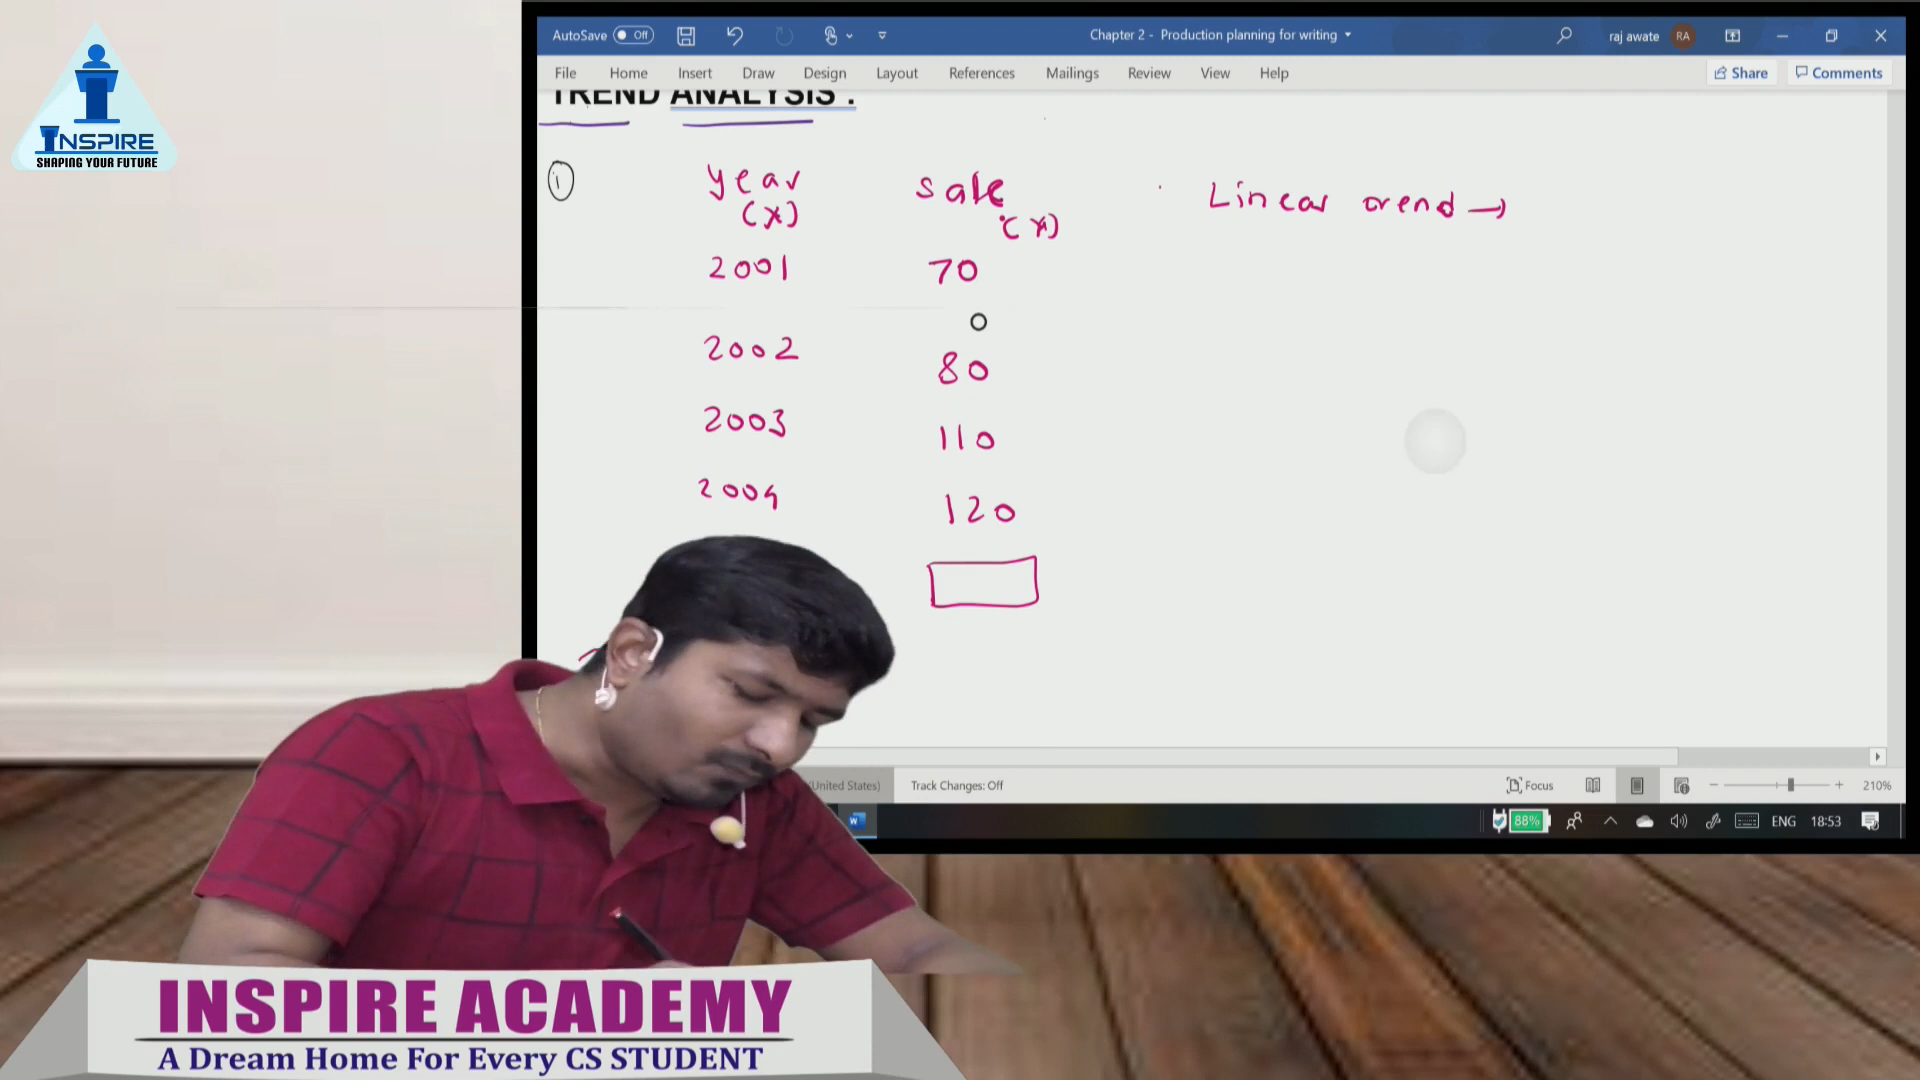 INSPIRE
SHAPING YOUR FUTURE
AutoSave Off
Chapter 2 - Production planning for writing
raj awate RA
File Home Insert Draw Design Layout References Mailings Review View Help
Share Comments
TREND ANALYSIS :
1
year sale Linear trend →
(X) (Y)
2001 70
2002 80
2003 110
2004 120
United States) Track Changes: Off
Focus
210%
88% ENG 18:53
INSPIRE ACADEMY
A Dream Home For Every CS STUDENT